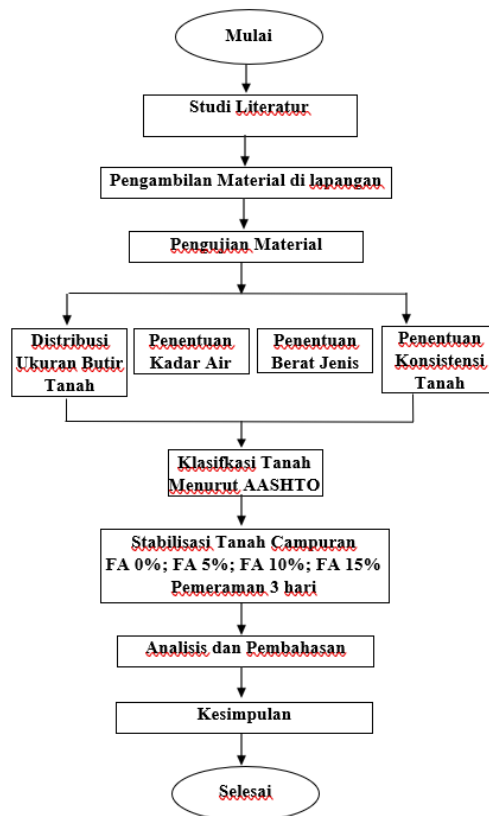 Mulai
Studi Literatur
Pengambilan Material di lapangan
Pengujian Material
Distribusi
Ukuran Butir
Tanah
Penentuan
Kadar Air
Penentuan
Berat Jenis
Penentuan
Konsistensi
Tanah
Klasifkasi Tanah
Menurut AASHTO
Stabilisasi Tanah Campuran
FA 0%; FA 5%; FA 10%; FA 15%
Pemeraman 3 hari
Analisis dan Pembahasan
Kesimpulan
Selesai